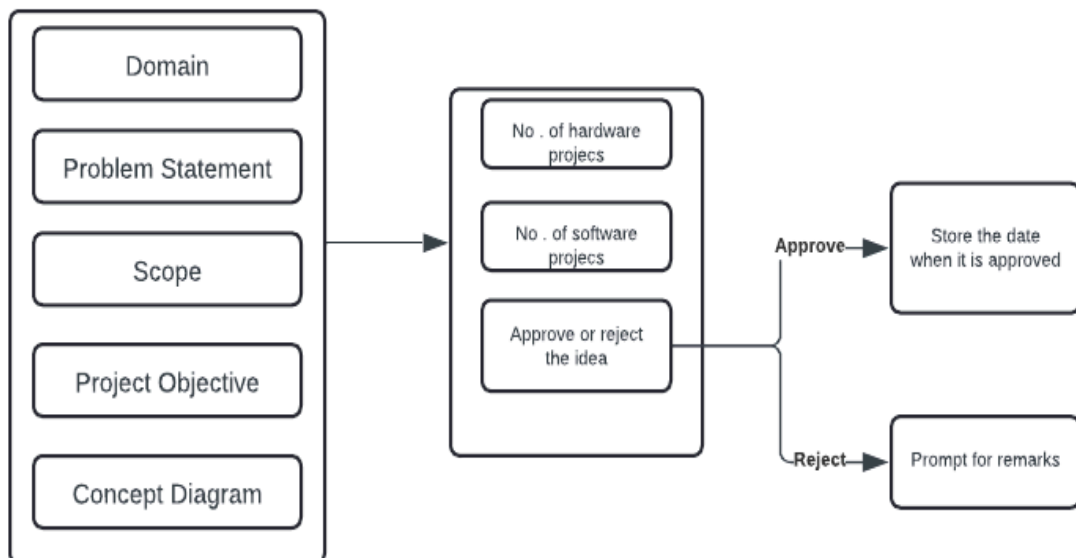 Domain
Problem Statement
Scope
Project Objective
Concept Diagram
No . of hardware
projecs
No . of software
projecs
Approve or reject
the idea
Approve
Store the date
when it is approved
Reject
Prompt for remarks